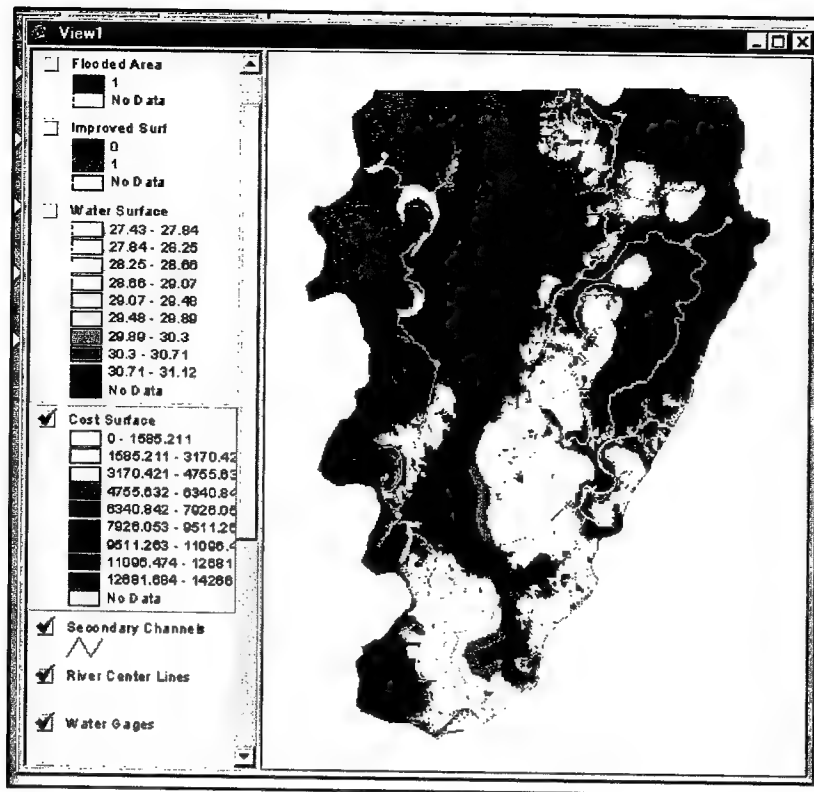 View1
Flooded Area
1
No Data
Improved Surf
0
1
No Data
Water Surface
27.43 - 27.84
27.84 - 28.25
28.25 - 28.66
28.66 - 29.07
29.07 - 29.48
29.48 - 29.89
29.89 - 30.3
30.3 - 30.71
30.71 - 31.12
No Data
Cost Surface
0 - 1585.211
1585.211 - 3170.42
3170.421 - 4755.63
4755.632 - 6340.84
6340.842 - 7926.05
7926.053 - 9511.26
9511.263 - 11096.4
11096.474 - 12681
12681.684 - 14266
No Data
Secondary Channels
River Center Lines
Water Gages